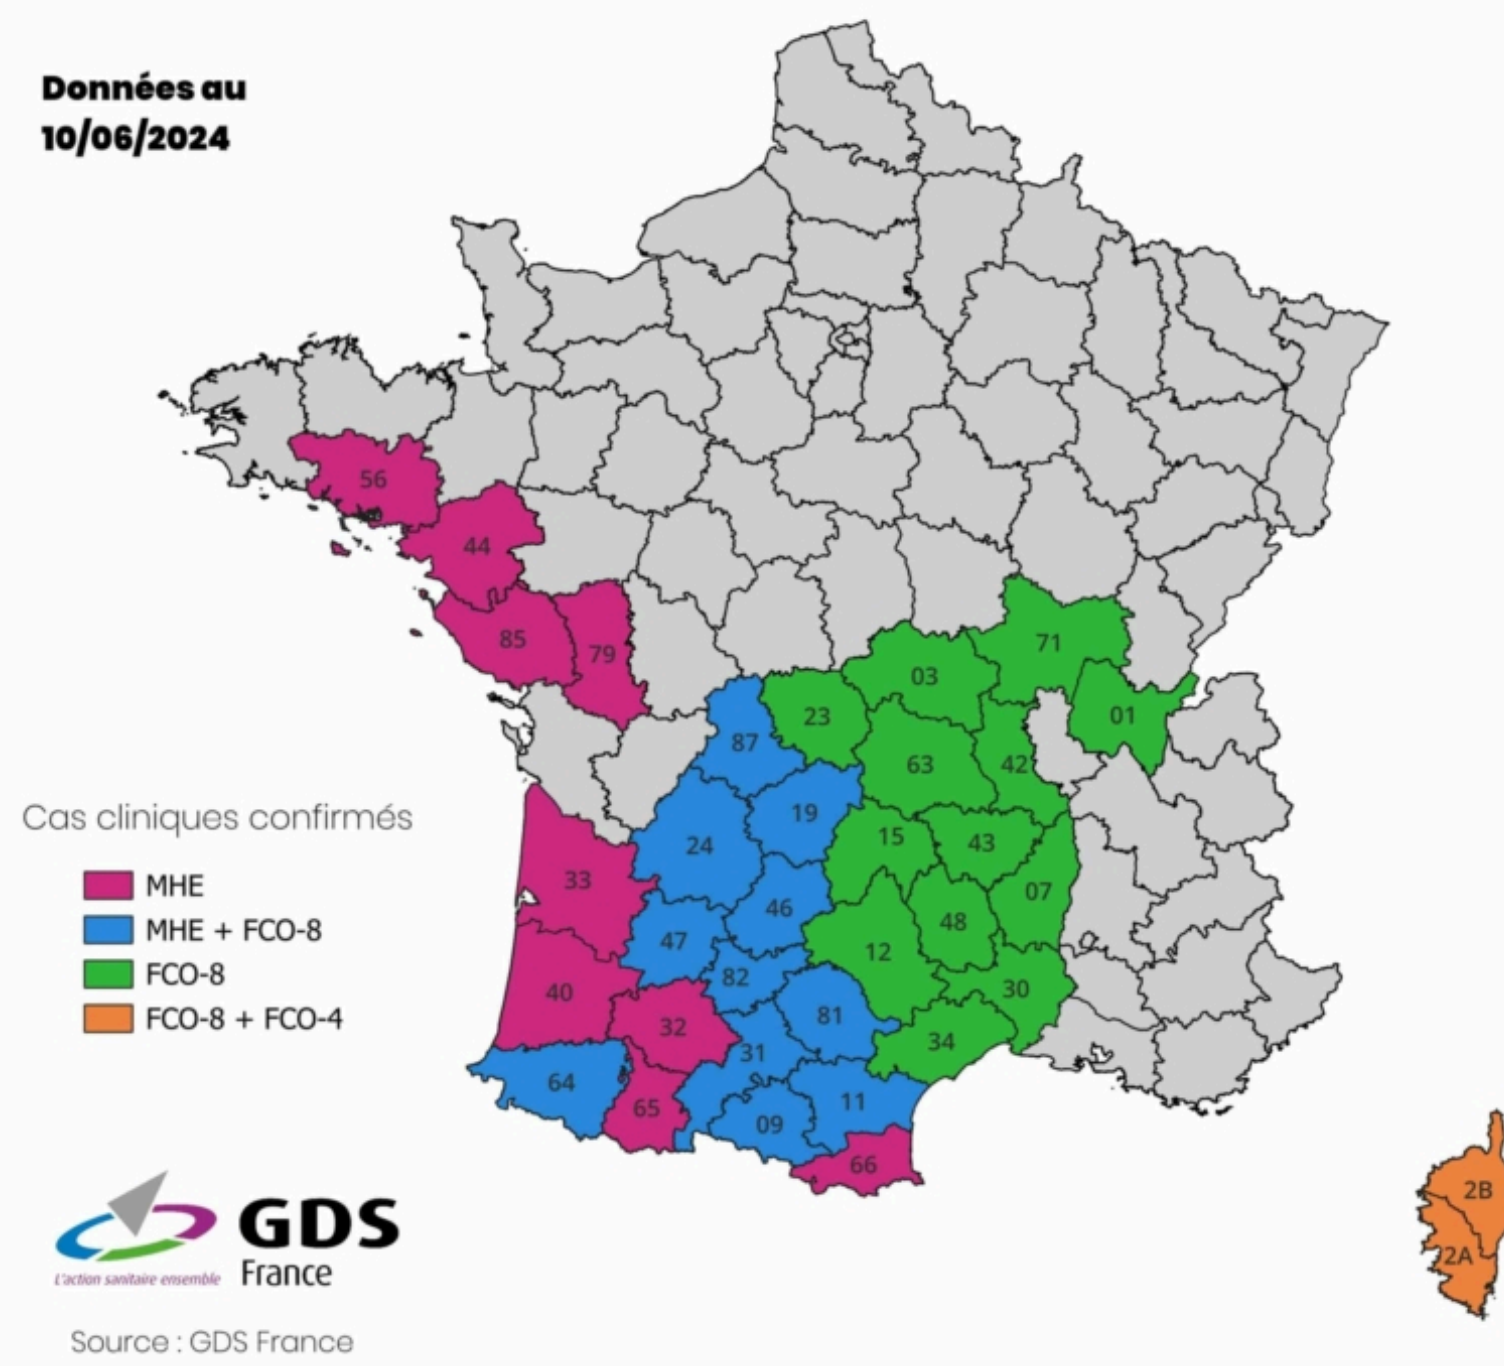 Données au
10/06/2024
56
44
85
79
71
03
01
23
87
63
42
19
24
15
43
33
07
46
48
47
12
82
40
30
81
32
34
31
64
11
65
09
66
2B
2A
Cas cliniques confirmés
MHE
MHE + FCO-8
FCO-8
FCO-8 + FCO-4
GDS
France
L'action sanitaire ensemble
Source : GDS France